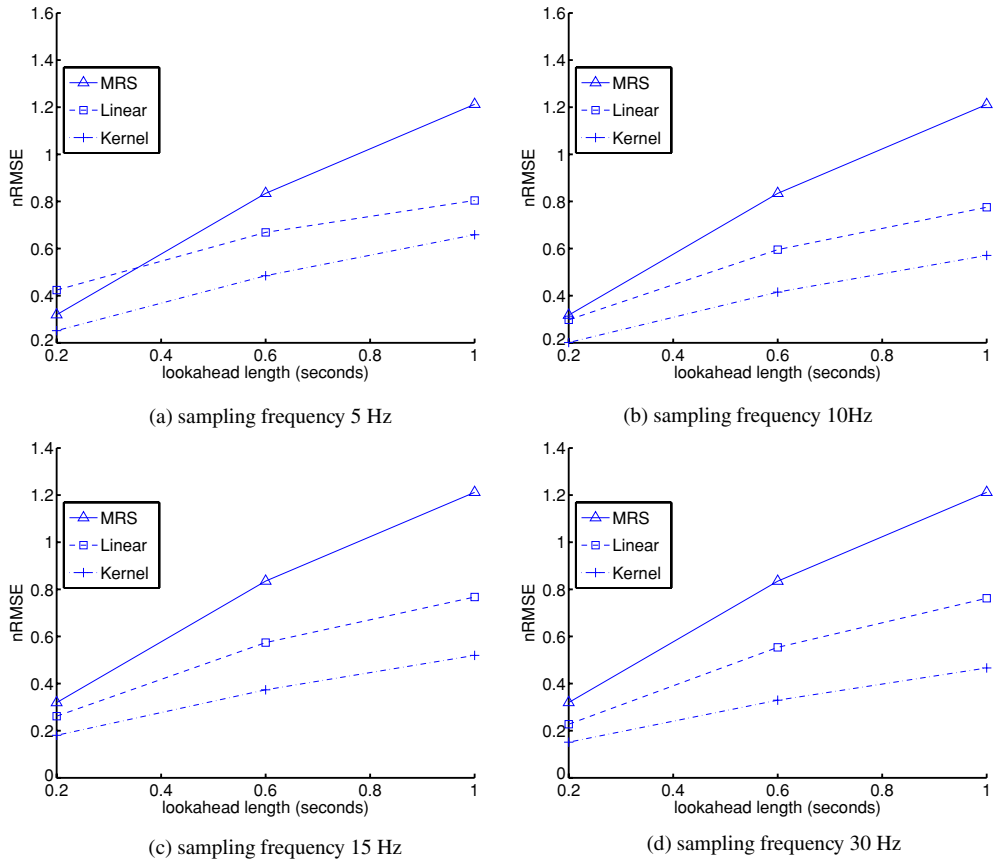 1.6
1.4
1.2
1
0.8
0.6
0.4
0.2
nRMSE
MRS
Linear
Kernel
0.2 0.4 0.6 0.8 1
lookahead length (seconds)
(a) sampling frequency 5 Hz
1.6
1.4
1.2
1
0.8
0.6
0.4
0.2
nRMSE
MRS
Linear
Kernel
0.2 0.4 0.6 0.8 1
lookahead length (seconds)
(b) sampling frequency 10Hz
1.4
1.2
1
0.8
0.6
0.4
0.2
0
nRMSE
MRS
Linear
Kernel
0.2 0.4 0.6 0.8 1
lookahead length (seconds)
(c) sampling frequency 15 Hz
1.4
1.2
1
0.8
0.6
0.4
0.2
0
nRMSE
MRS
Linear
Kernel
0.2 0.4 0.6 0.8 1
lookahead length (seconds)
(d) sampling frequency 30 Hz